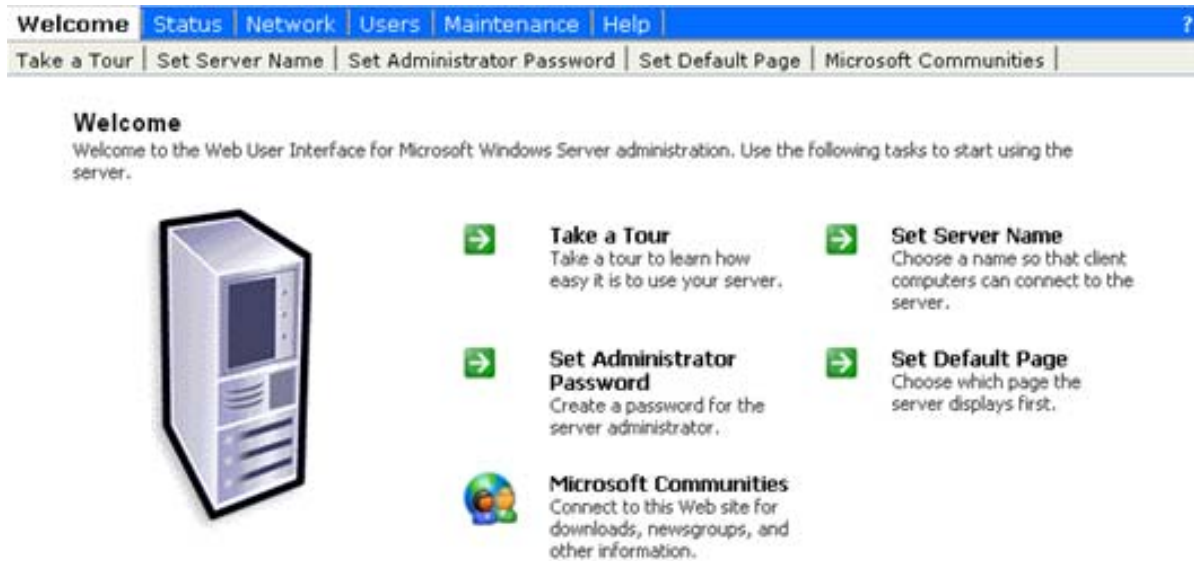 Welcome Status Network Users Maintenance Help ?
Take a Tour Set Server Name Set Administrator Password Set Default Page Microsoft Communities
Welcome
Welcome to the Web User Interface for Microsoft Windows Server administration. Use the following tasks to start using the
server.
Take a Tour
Take a tour to learn how
easy it is to use your server.
Set Server Name
Choose a name so that client
computers can connect to the
server.
Set Administrator
Password
Create a password for the
server administrator.
Set Default Page
Choose which page the
server displays first.
Microsoft Communities
Connect to this Web site for
downloads, newsgroups, and
other information.